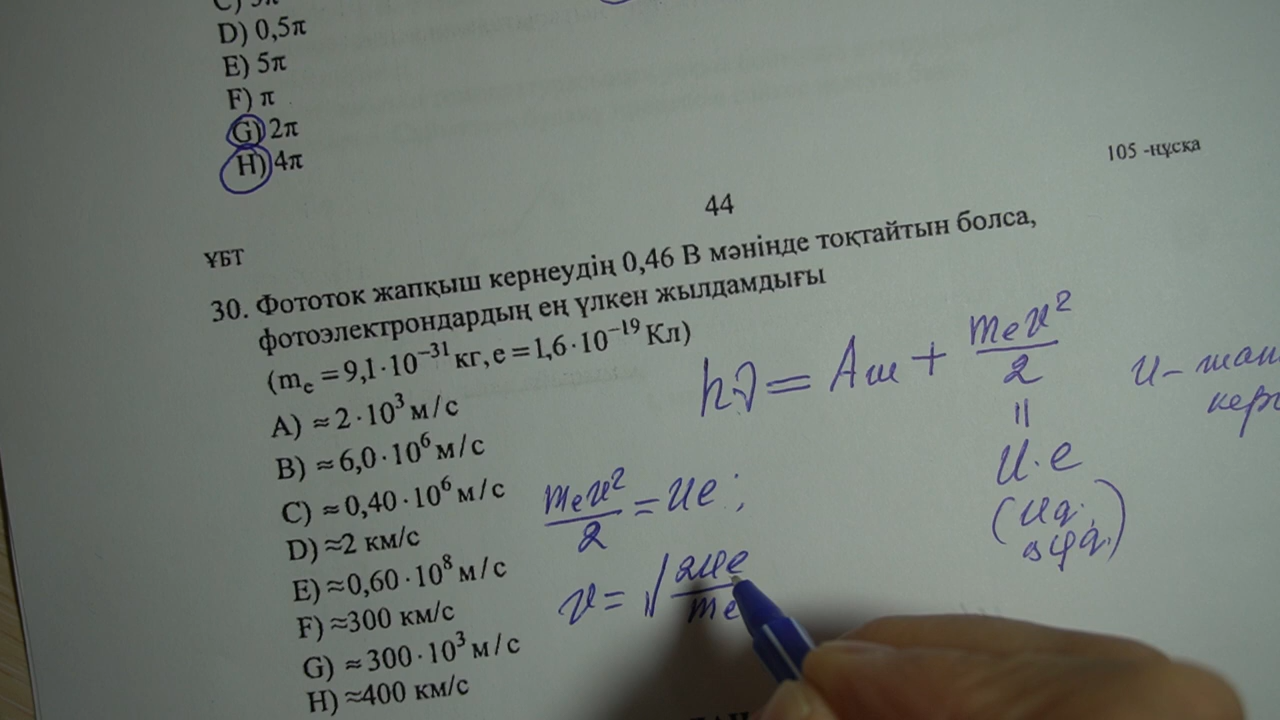 D) 0,5π
E) 5π
F) π
G) 2π
H) 4π
105 -нұсқа
44
ҰБТ
30. Фототок жапқыш кернеудің 0,46 В мәнінде тоқтайтын болса,
фотоэлектрондардың ең үлкен жылдамдығы
(mₑ = 9,1·10⁻³¹ кг, e = 1,6·10⁻¹⁹ Кл)
A) ≈ 2·10³ м/с
B) ≈ 6,0·10⁶ м/с
C) ≈ 0,40·10⁶ м/с
D) ≈2 км/с
E) ≈ 0,60·10⁸ м/с
F) ≈300 км/с
G) ≈ 300·10³ м/с
H) ≈400 км/с
hν = Aш + mev²/2
=
U·e
mev²/2 = Ue;
v = √2Ue/me